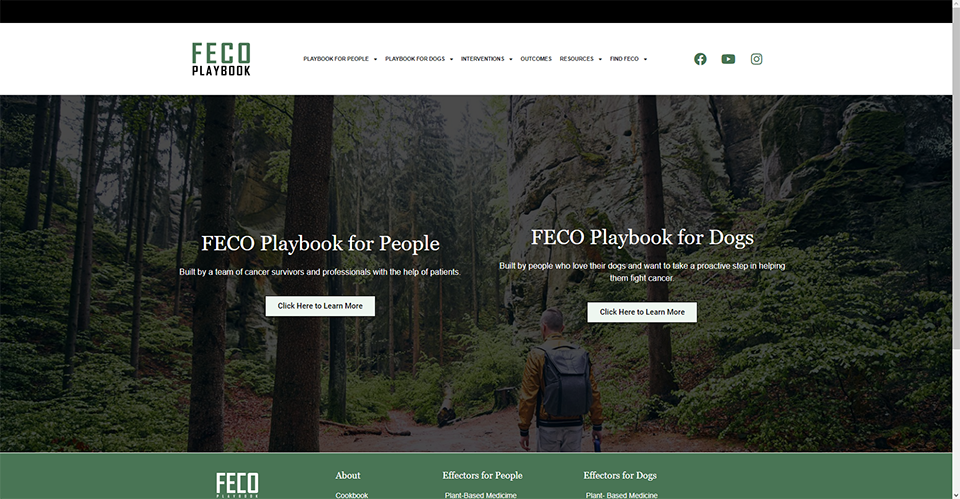 FECO
PLAYBOOK
PLAYBOOK FOR PEOPLE PLAYBOOK FOR DOGS INTERVENTIONS OUTCOMES RESOURCES FIND FECO
FECO Playbook for People
Built by a team of cancer survivors and professionals with the help of patients.
Click Here to Learn More
FECO Playbook for Dogs
Built by people who love their dogs and want to take a proactive step in helping
them fight cancer.
Click Here to Learn More
FECO
PLAYBOOK
About
Cookbook
Effectors for People
Plant-Based Medicime
Effectors for Dogs
Plant- Based Medicine